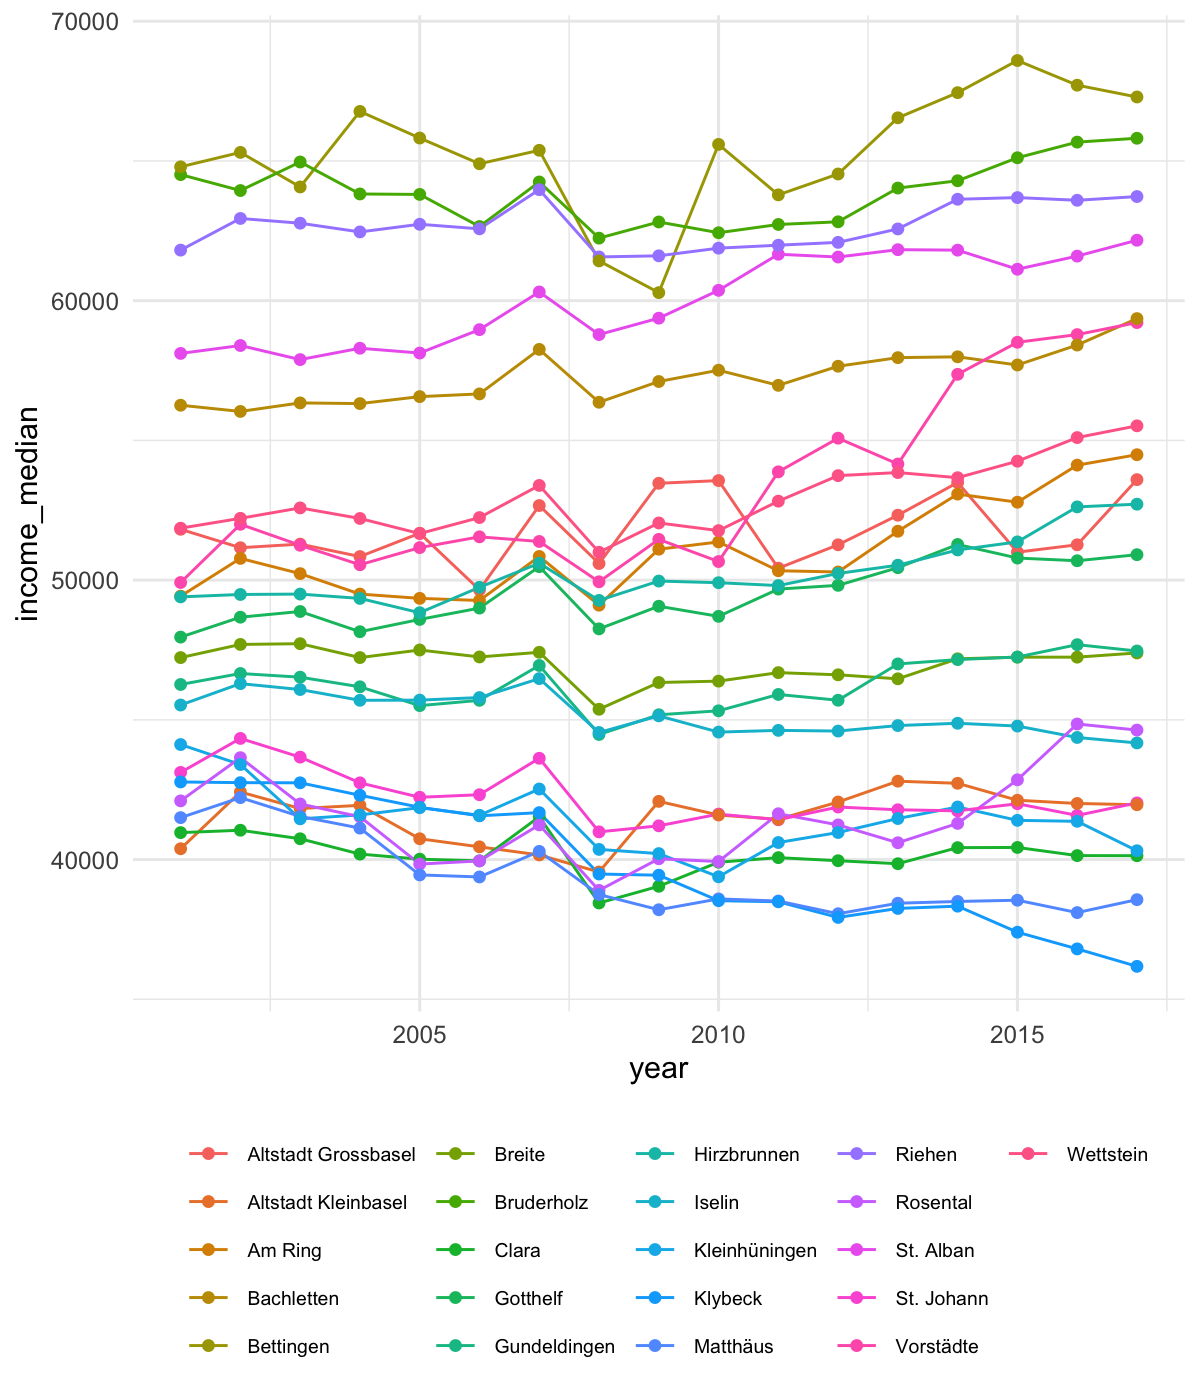 70000
60000
50000
40000
income_median
2005 2010 2015
year
Altstadt Grossbasel Breite Hirzbrunnen Riehen Wettstein
Altstadt Kleinbasel Bruderholz Iselin Rosental
Am Ring Clara Kleinhüningen St. Alban
Bachletten Gotthelf Klybeck St. Johann
Bettingen Gundeldingen Matthäus Vorstädte